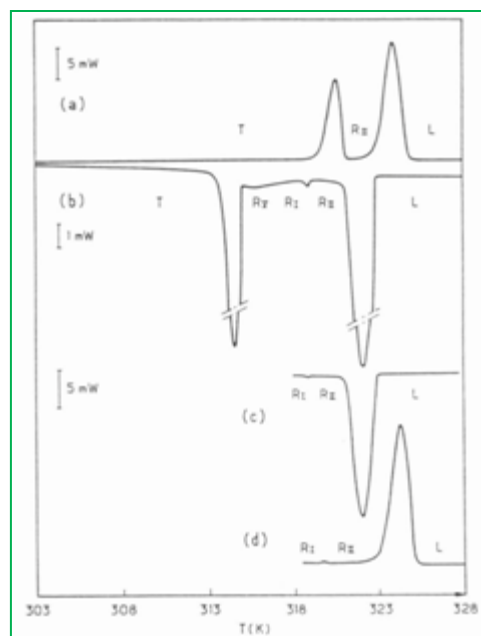 5 mW
(a)
T RII L
(b)
T RV RI RII L
1 mW
5 mW
RI RII L
(c)
(d)
RI RII L
303 308 313 318 323 328
T(K)